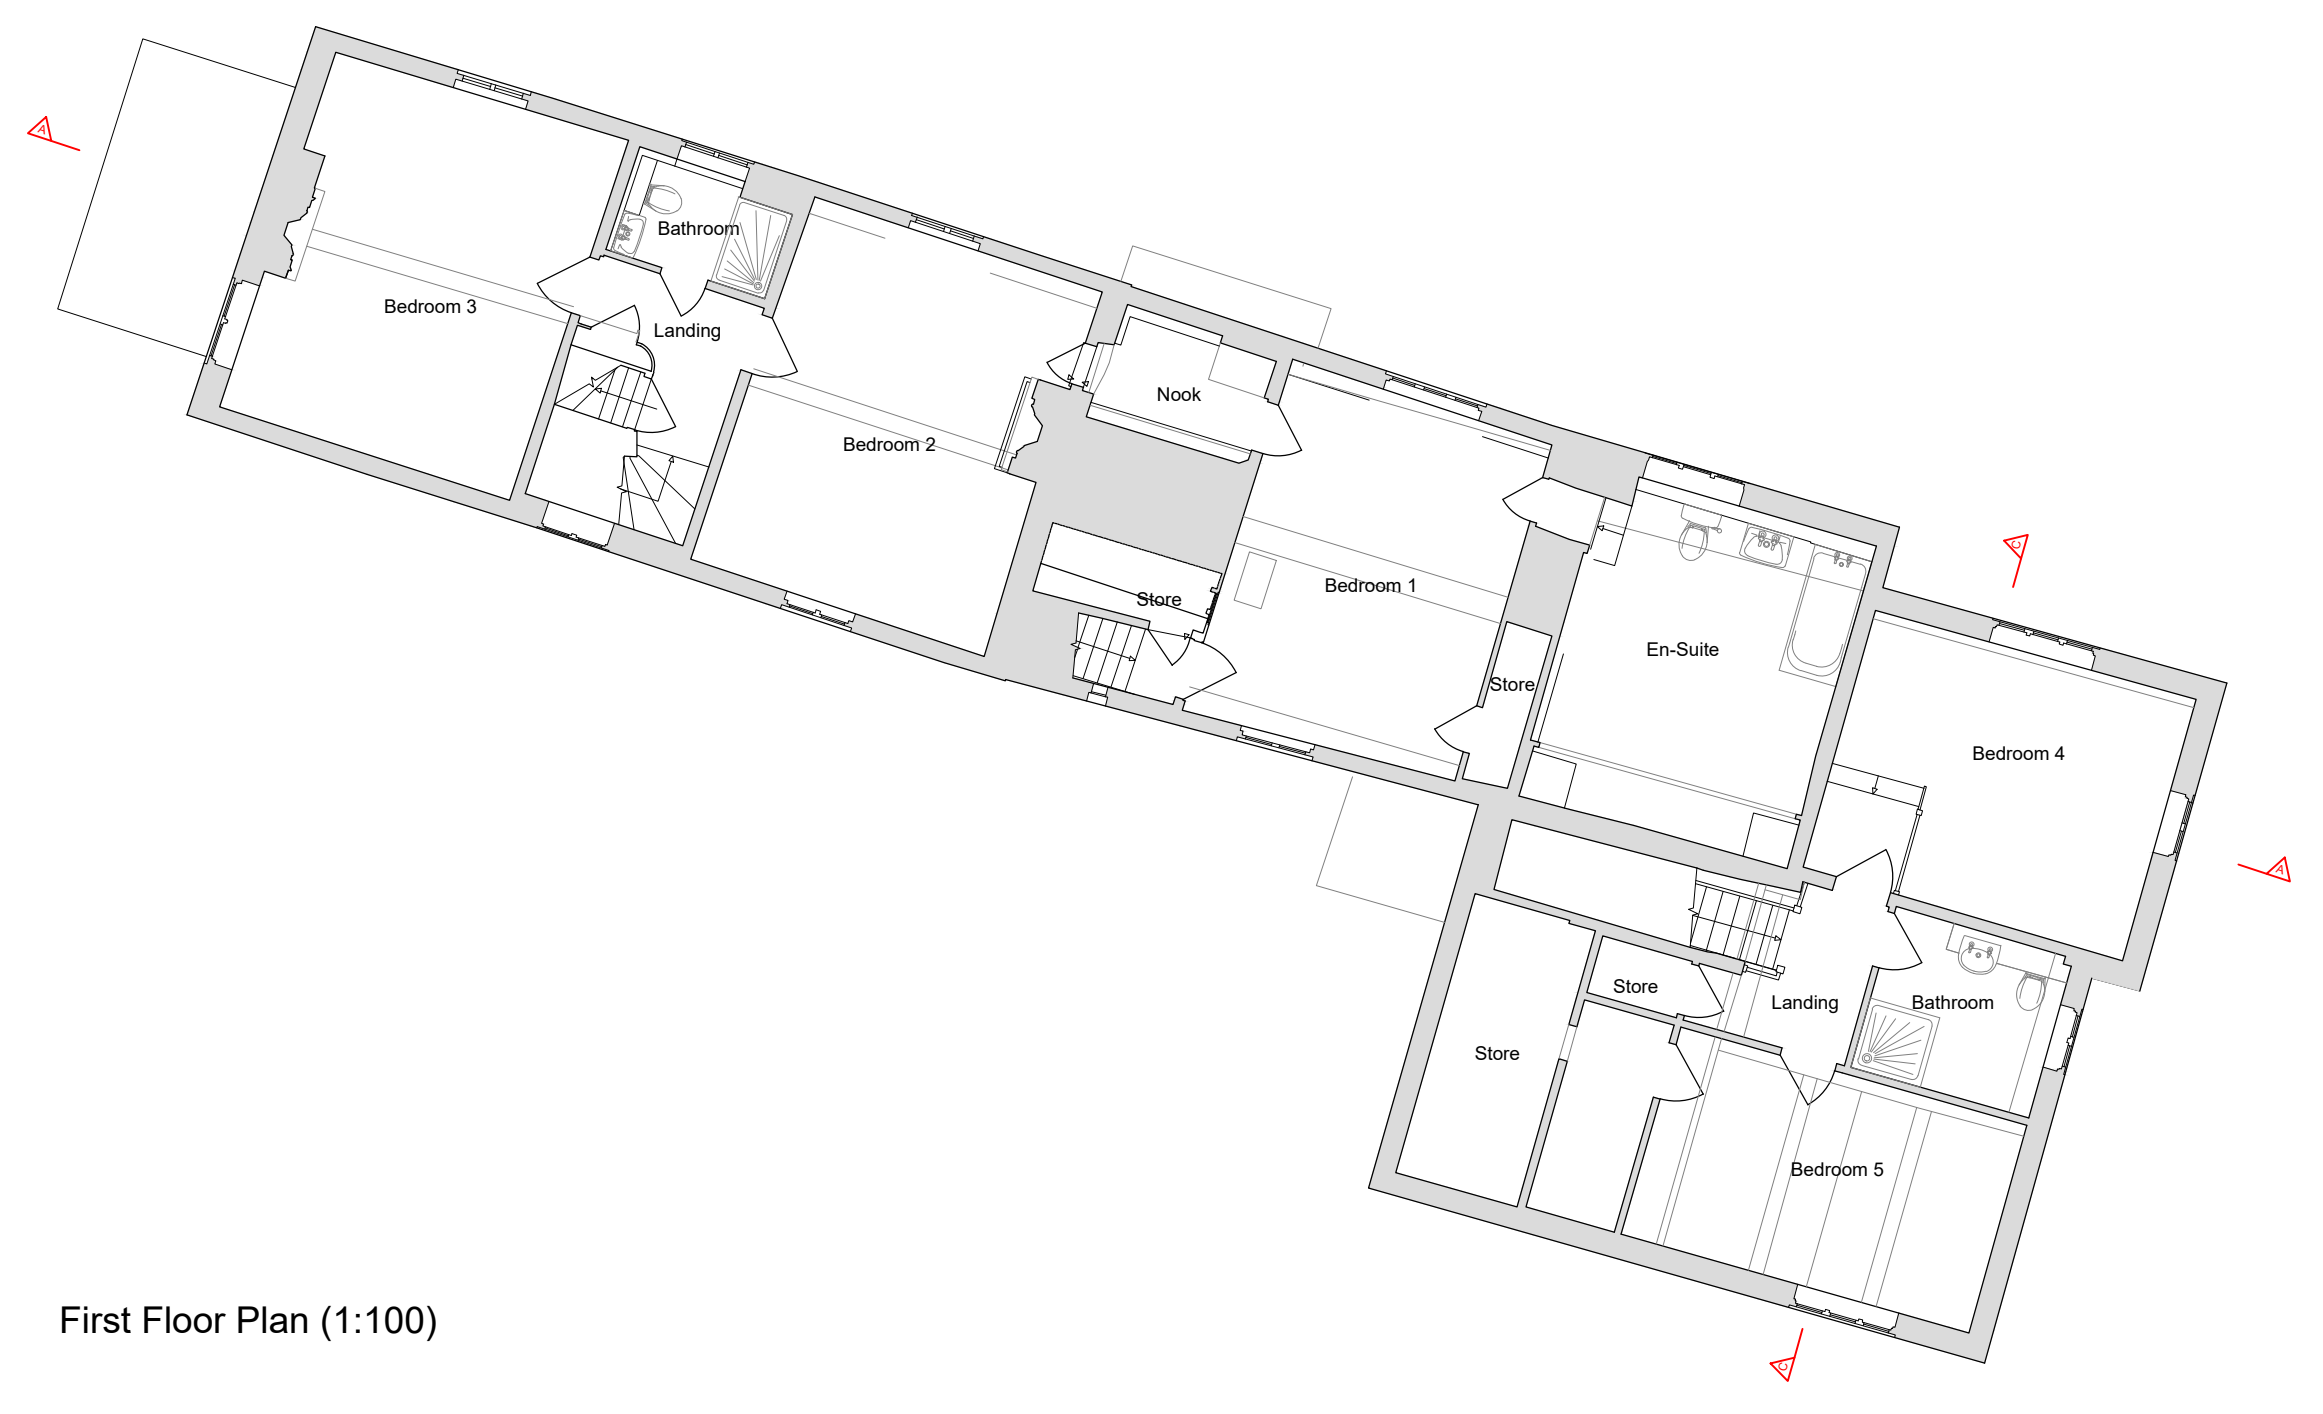 A
Bathroom
Bedroom 3
Landing
Nook
Bedroom 2
C
Bedroom 1
Store
En-Suite
Store
Bedroom 4
A
Store
Landing
Bathroom
Store
Bedroom 5
First Floor Plan (1:100)
C